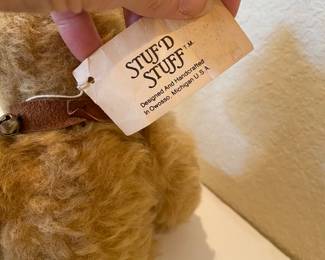 STUF'D T.M.
STUFF
Designed And Handcrafted
In Owosso, Michigan U.S.A.